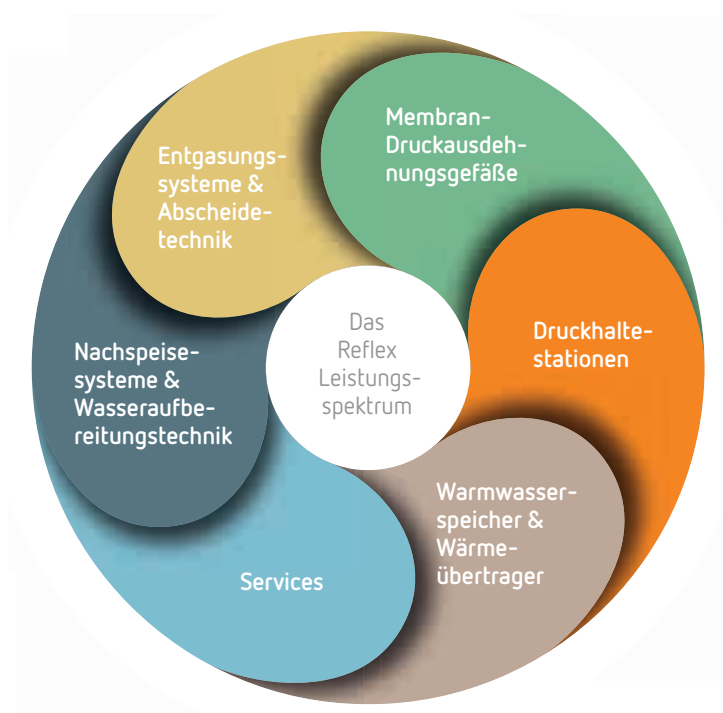 Das
Reflex
Leistungs-
spektrum
Membran-
Druckausdeh-
nungsgefäße
Druckhalte-
stationen
Warmwasser-
speicher &
Wärme-
übertrager
Services
Nachspeise-
systeme &
Wasseraufbe-
reitungstechnik
Entgasungs-
systeme &
Abscheide-
technik